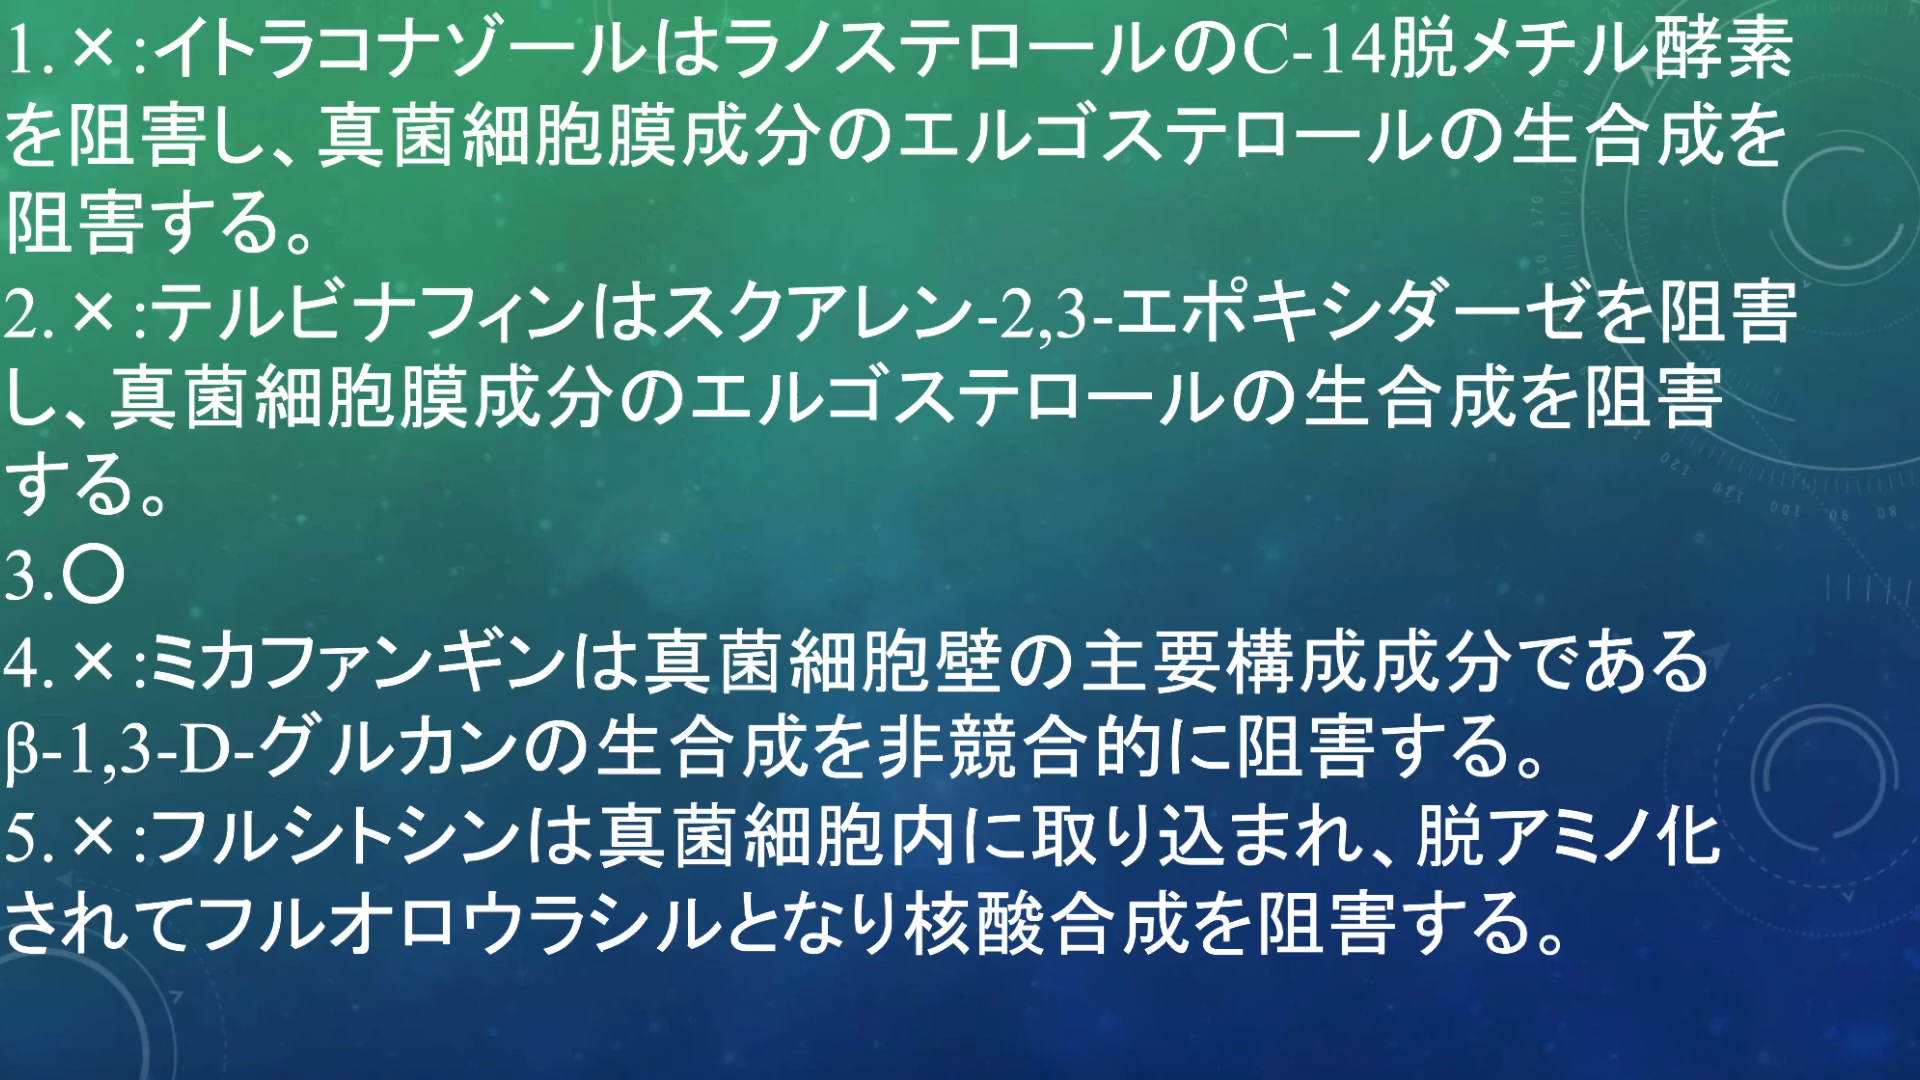 1.×:イトラコナゾールはラノステロールのC-14脱メチル酵素
を阻害し、真菌細胞膜成分のエルゴステロールの生合成を
阻害する。
2.×:テルビナフィンはスクアレン-2,3-エポキシダーゼを阻害
し、真菌細胞膜成分のエルゴステロールの生合成を阻害
する。
3.〇
4.×:ミカファンギンは真菌細胞壁の主要構成成分である
β-1,3-D-グルカンの生合成を非競合的に阻害する。
5.×:フルシトシンは真菌細胞内に取り込まれ、脱アミノ化
されてフルオロウラシルとなり核酸合成を阻害する。